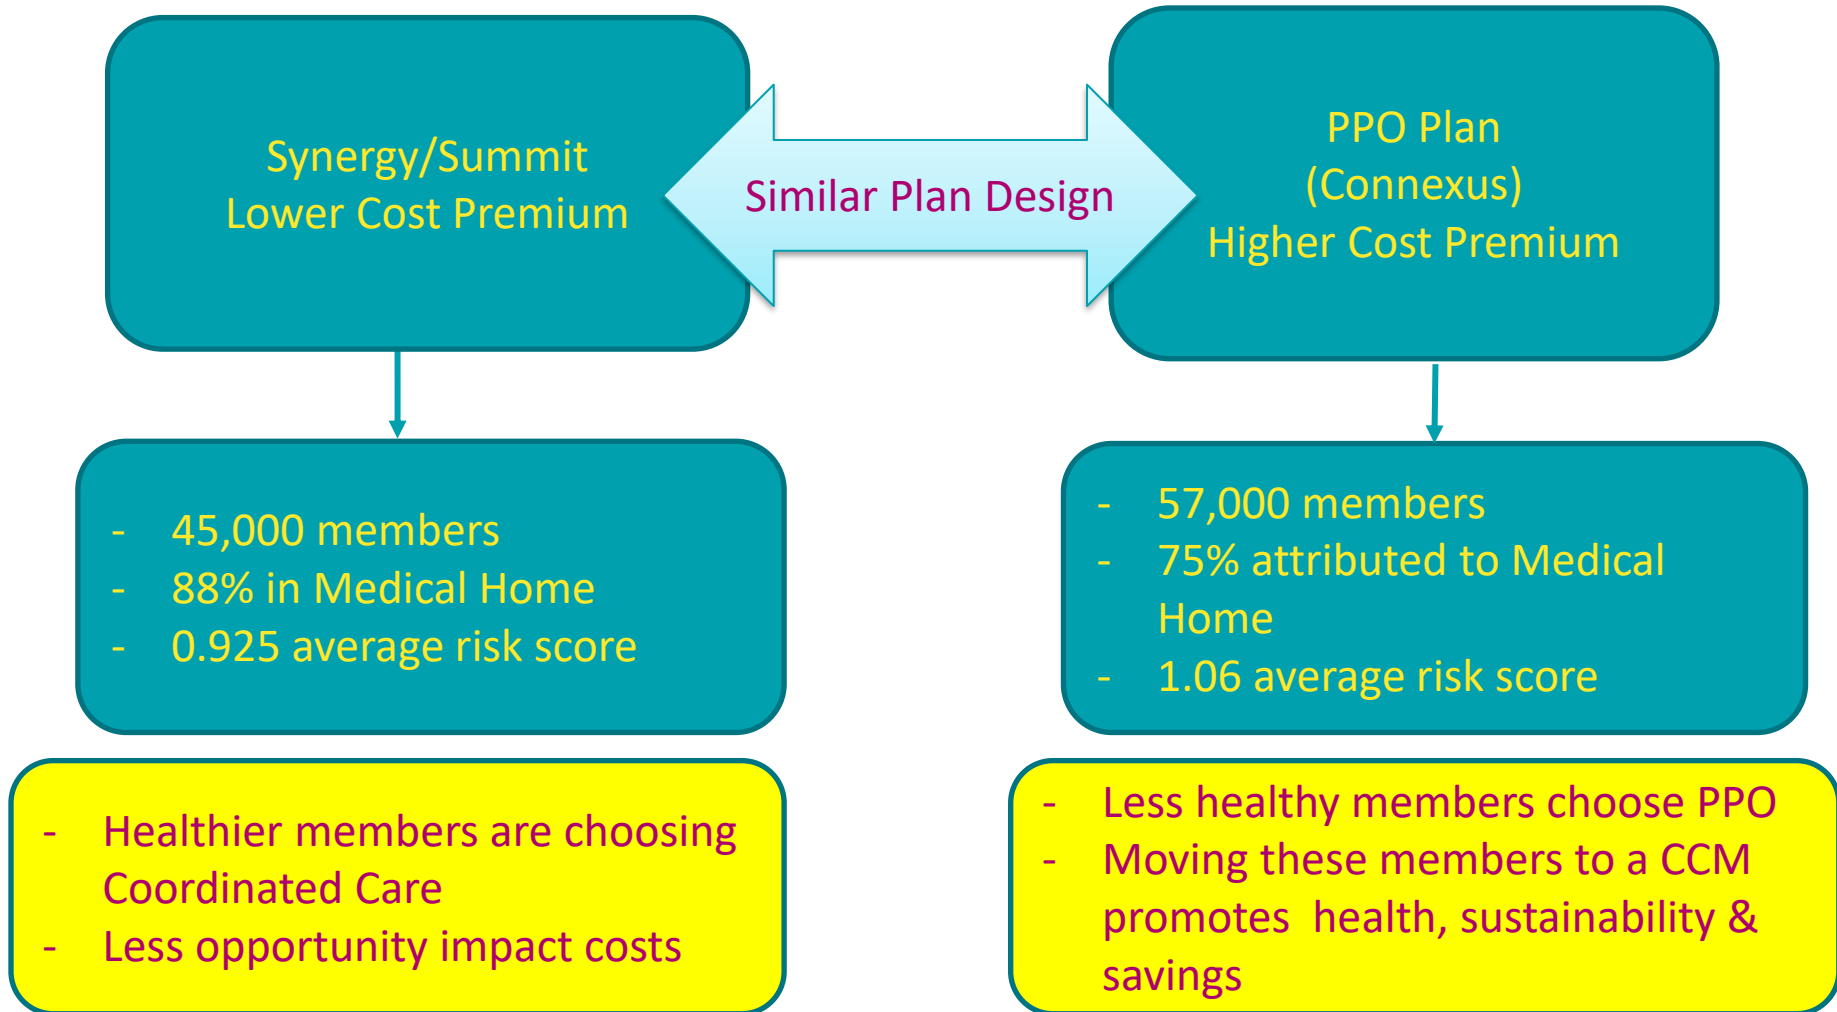 Synergy/Summit
Lower Cost Premium
Similar Plan Design
PPO Plan
(Connexus)
Higher Cost Premium
- 45,000 members
- 88% in Medical Home
- 0.925 average risk score
- 57,000 members
- 75% attributed to Medical
Home
- 1.06 average risk score
- Healthier members are choosing
Coordinated Care
- Less opportunity impact costs
- Less healthy members choose PPO
- Moving these members to a CCM
promotes  health, sustainability &
savings